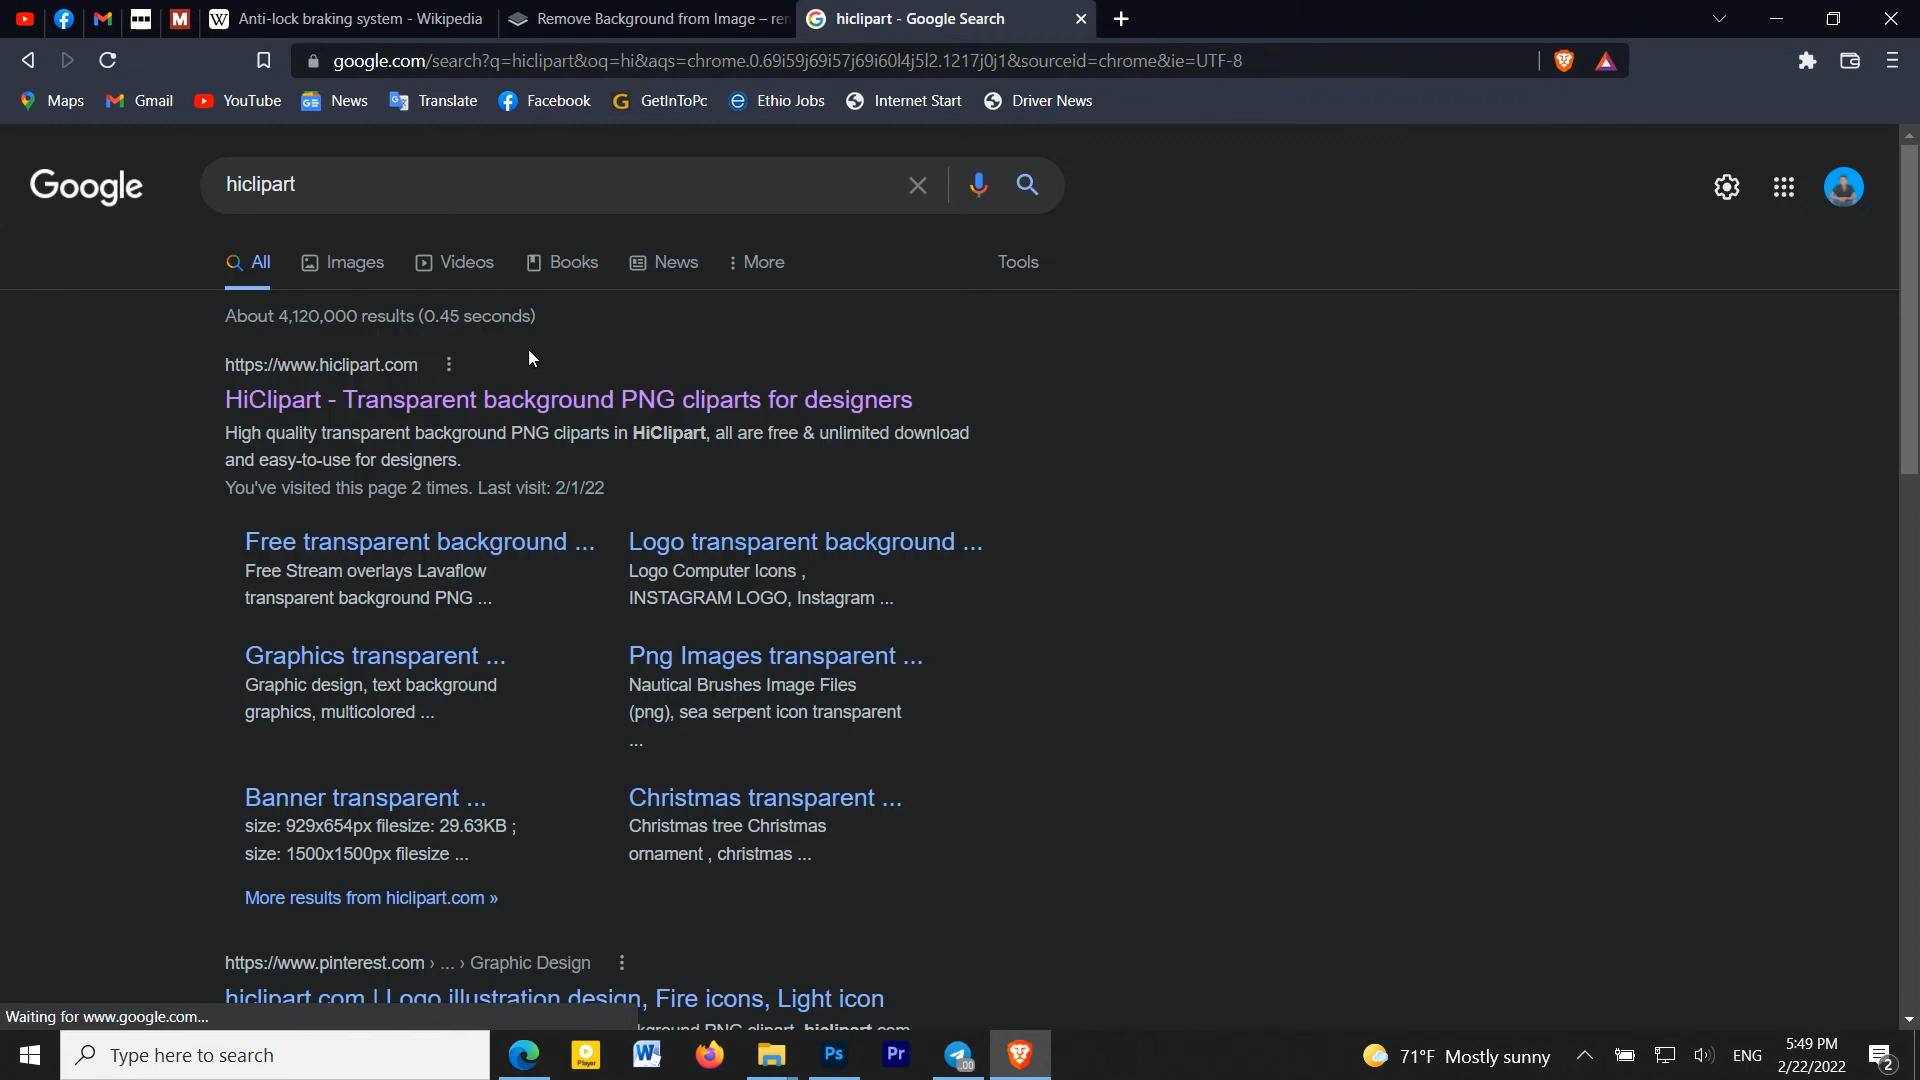 Anti-lock braking system - Wikipedia
Remove Background from Image – rem
hiclipart - Google Search
google.com/search?q=hiclipart&oq=hi&aqs=chrome.0.69i59j69i57j69i60l4j5l2.1217j0j1&sourceid=chrome&ie=UTF-8
Maps Gmail YouTube News Translate Facebook GetInToPc Ethio Jobs Internet Start Driver News
Google
hiclipart
All Images Videos Books News More Tools
About 4,120,000 results (0.45 seconds)
https://www.hiclipart.com
HiClipart - Transparent background PNG cliparts for designers
High quality transparent background PNG cliparts in HiClipart, all are free & unlimited download
and easy-to-use for designers.
You've visited this page 2 times. Last visit: 2/1/22
Free transparent background ...
Free Stream overlays Lavaflow
transparent background PNG ...
Logo transparent background ...
Logo Computer Icons ,
INSTAGRAM LOGO, Instagram ...
Graphics transparent ...
Graphic design, text background
graphics, multicolored ...
Png Images transparent ...
Nautical Brushes Image Files
(png), sea serpent icon transparent
...
Banner transparent ...
size: 929x654px filesize: 29.63KB ;
size: 1500x1500px filesize ...
Christmas transparent ...
Christmas tree Christmas
ornament , christmas ...
More results from hiclipart.com »
https://www.pinterest.com › ... › Graphic Design
hiclipart.com | Logo illustration design, Fire icons, Light icon
Waiting for www.google.com...
Type here to search
Player
Ps
Pr
.00
71°F Mostly sunny
ENG
5:49 PM
2/22/2022
2